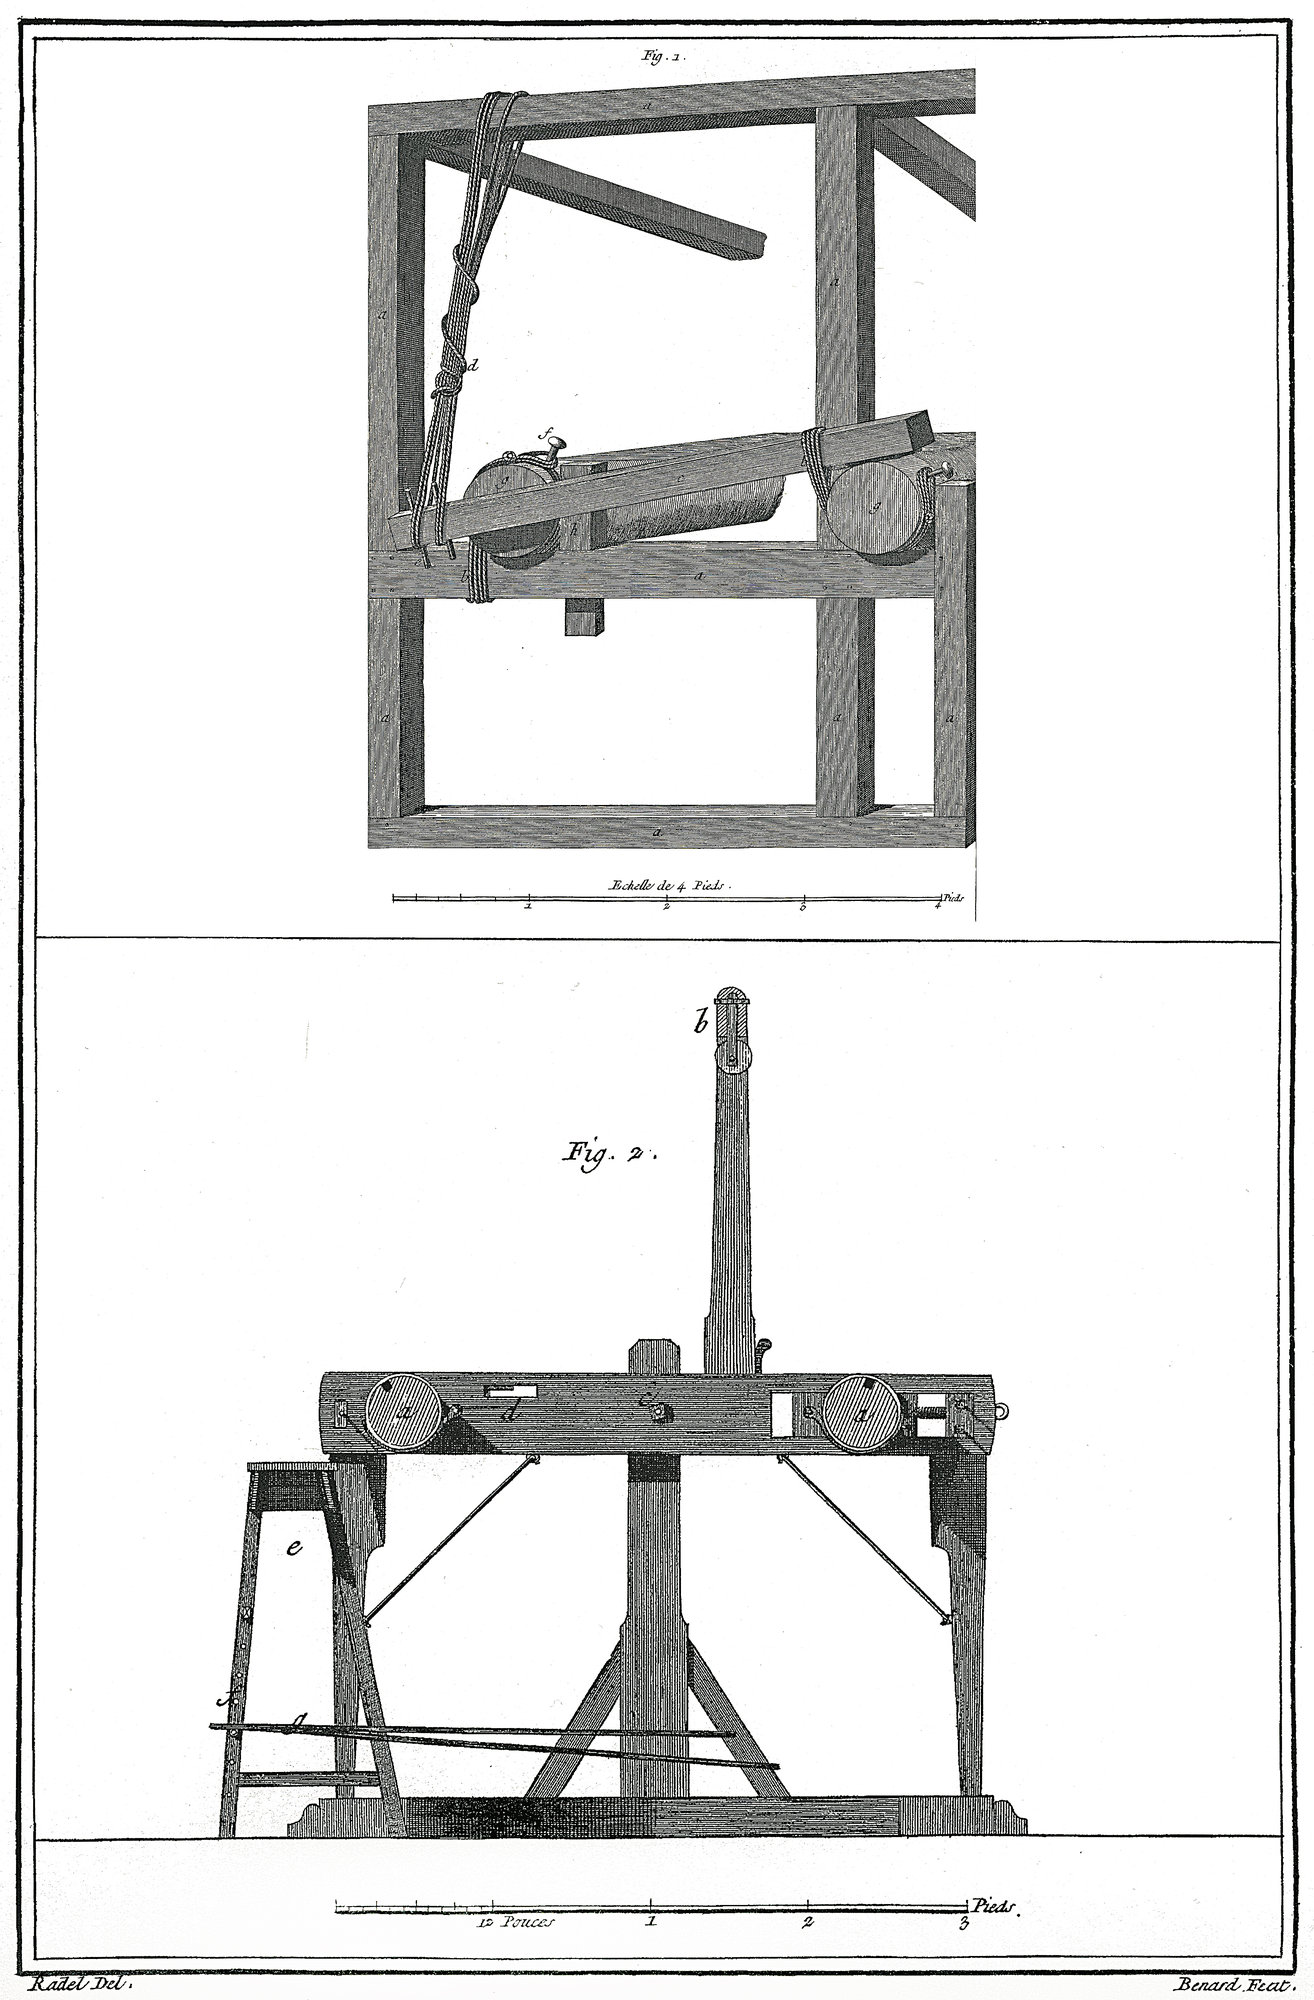 Fig. 1.
a
a
a
d
f
g
c
g
h
b
a
a
a
a
a
Echelle de 4 Pieds.
1 2 3 4 Pieds
b
Fig. 2.
a
d
c
a
e
f
g
12 Pouces 1 2 3 Pieds.
Radel Del.
Benard Fecit.